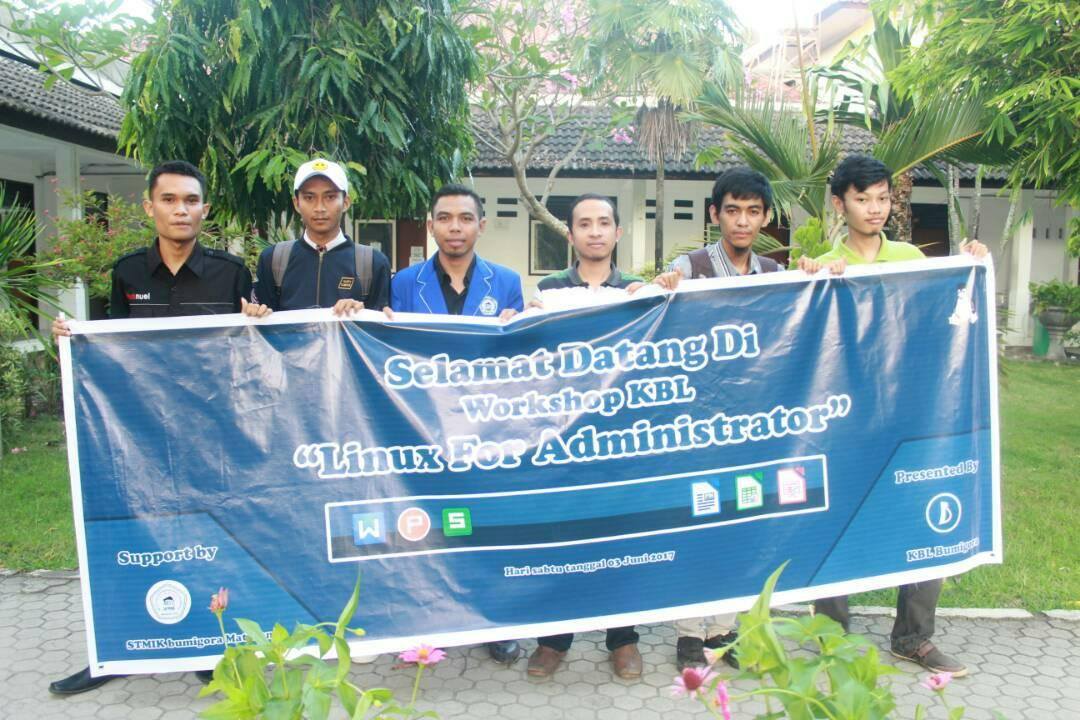 Selamat Datang Di
Workshop KBL
“Linux For Administrator”
W P S
Hari sabtu tanggal 03 Juni 2017
Support by
STMIK bumigora
Presented By
KBL Bumigora